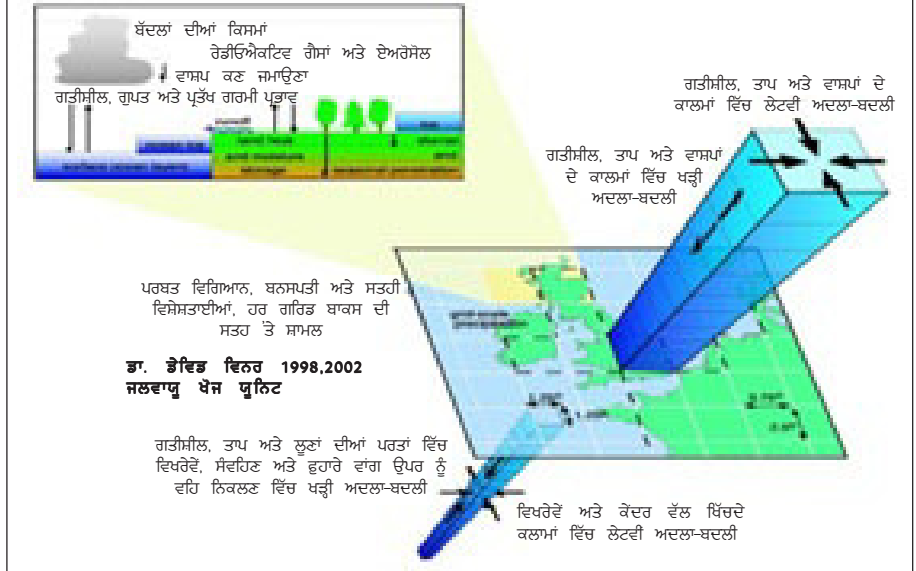 ਬੱਦਲਾਂ ਦੀਆਂ ਕਿਸਮਾਂ
ਰੇਡੀਓਐਕਟਿਵ ਗੈਸਾਂ ਅਤੇ ਏਅਰੋਸੋਲ
ਵਾਸ਼ਪ ਕਣ ਜਮਾਉਣਾ
ਗਤੀਸ਼ੀਲ, ਗੁਪਤ ਅਤੇ ਪ੍ਰਤੱਖ ਗਰਮੀ ਪ੍ਰਭਾਵ
ਗਤੀਸ਼ੀਲ, ਤਾਪ ਅਤੇ ਵਾਸ਼ਪਾਂ ਦੇ
ਕਾਲਮਾਂ ਵਿੱਚ ਲੇਟਵੀ ਅਦਲਾ-ਬਦਲੀ
ਗਤੀਸ਼ੀਲ, ਤਾਪ ਅਤੇ ਵਾਸ਼ਪਾਂ
ਦੇ ਕਾਲਮਾਂ ਵਿੱਚ ਖੜ੍ਹੀ
ਅਦਲਾ-ਬਦਲੀ
ਪਰਬਤ ਵਿਗਿਆਨ, ਬਨਸਪਤੀ ਅਤੇ ਸਤਹੀ
ਵਿਸ਼ੇਸ਼ਤਾਈਆਂ, ਹਰ ਗਰਿਡ ਬਾਕਸ ਦੀ
ਸਤਹ 'ਤੇ ਸ਼ਾਮਲ
ਡਾ. ਡੇਵਿਡ ਵਿਨਰ 1998,2002
ਜਲਵਾਯੂ ਖੋਜ ਯੂਨਿਟ
ਗਤੀਸ਼ੀਲ, ਤਾਪ ਅਤੇ ਲੂਣਾਂ ਦੀਆਂ ਪਰਤਾਂ ਵਿੱਚ
ਵਿਖਰੇਵੇਂ, ਸੰਵਹਿਣ ਅਤੇ ਫੁਹਾਰੇ ਵਾਂਗ ਉਪਰ ਨੂੰ
ਵਹਿ ਨਿਕਲਣ ਵਿੱਚ ਖੜ੍ਹੀ ਅਦਲਾ-ਬਦਲੀ
ਵਿਖਰੇਵੇਂ ਅਤੇ ਕੇਂਦਰ ਵੱਲ ਖਿੱਚਦੇ
ਕਲਾਮਾਂ ਵਿੱਚ ਲੇਟਵੀ ਅਦਲਾ-ਬਦਲੀ